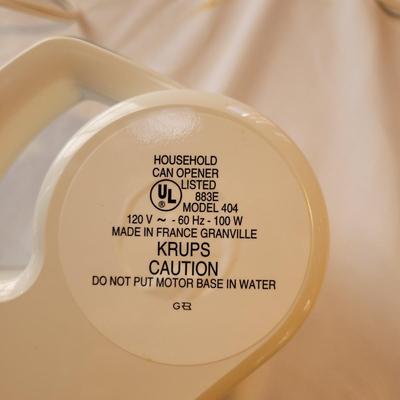 HOUSEHOLD
CAN OPENER
LISTED
UL
®
883E
MODEL 404
120 V ~ - 60 Hz - 100 W
MADE IN FRANCE GRANVILLE
KRUPS
CAUTION
DO NOT PUT MOTOR BASE IN WATER